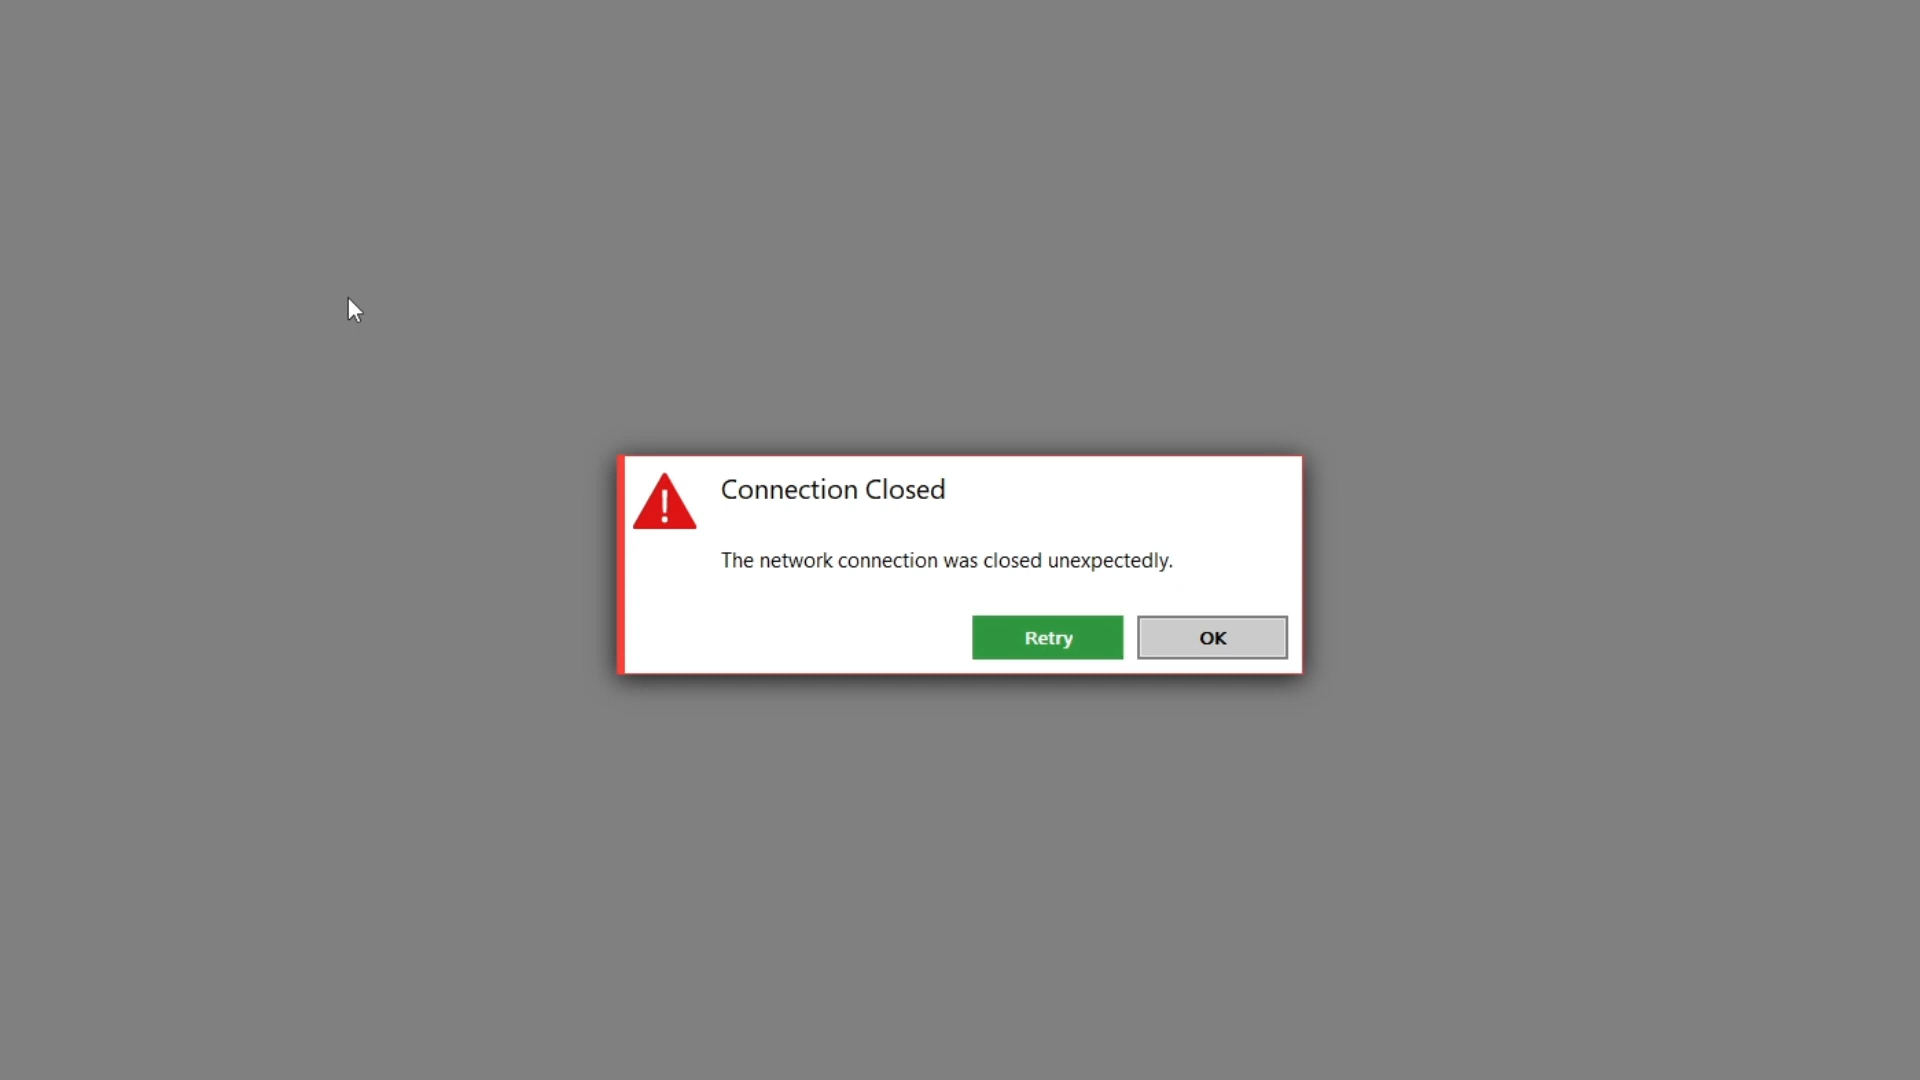 Connection Closed
The network connection was closed unexpectedly.
Retry
OK